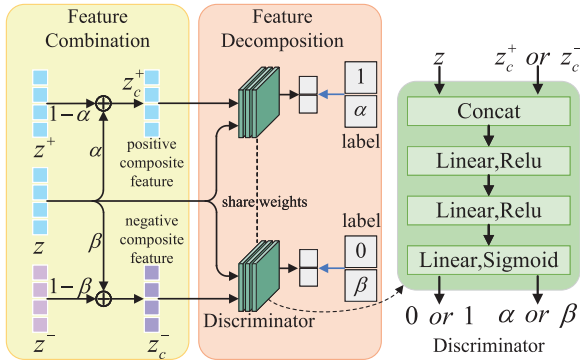 Feature
Combination
z⁺
1−α
z_c⁺
α
positive
composite
feature
z
β
negative
composite
feature
1−β
z⁻
z_c⁻
Feature
Decomposition
1
α
label
share weights
label
0
β
Discriminator
z z_c⁺ or z_c⁻
Concat
Linear,Relu
Linear,Relu
Linear,Sigmoid
0 or 1 α or β
Discriminator